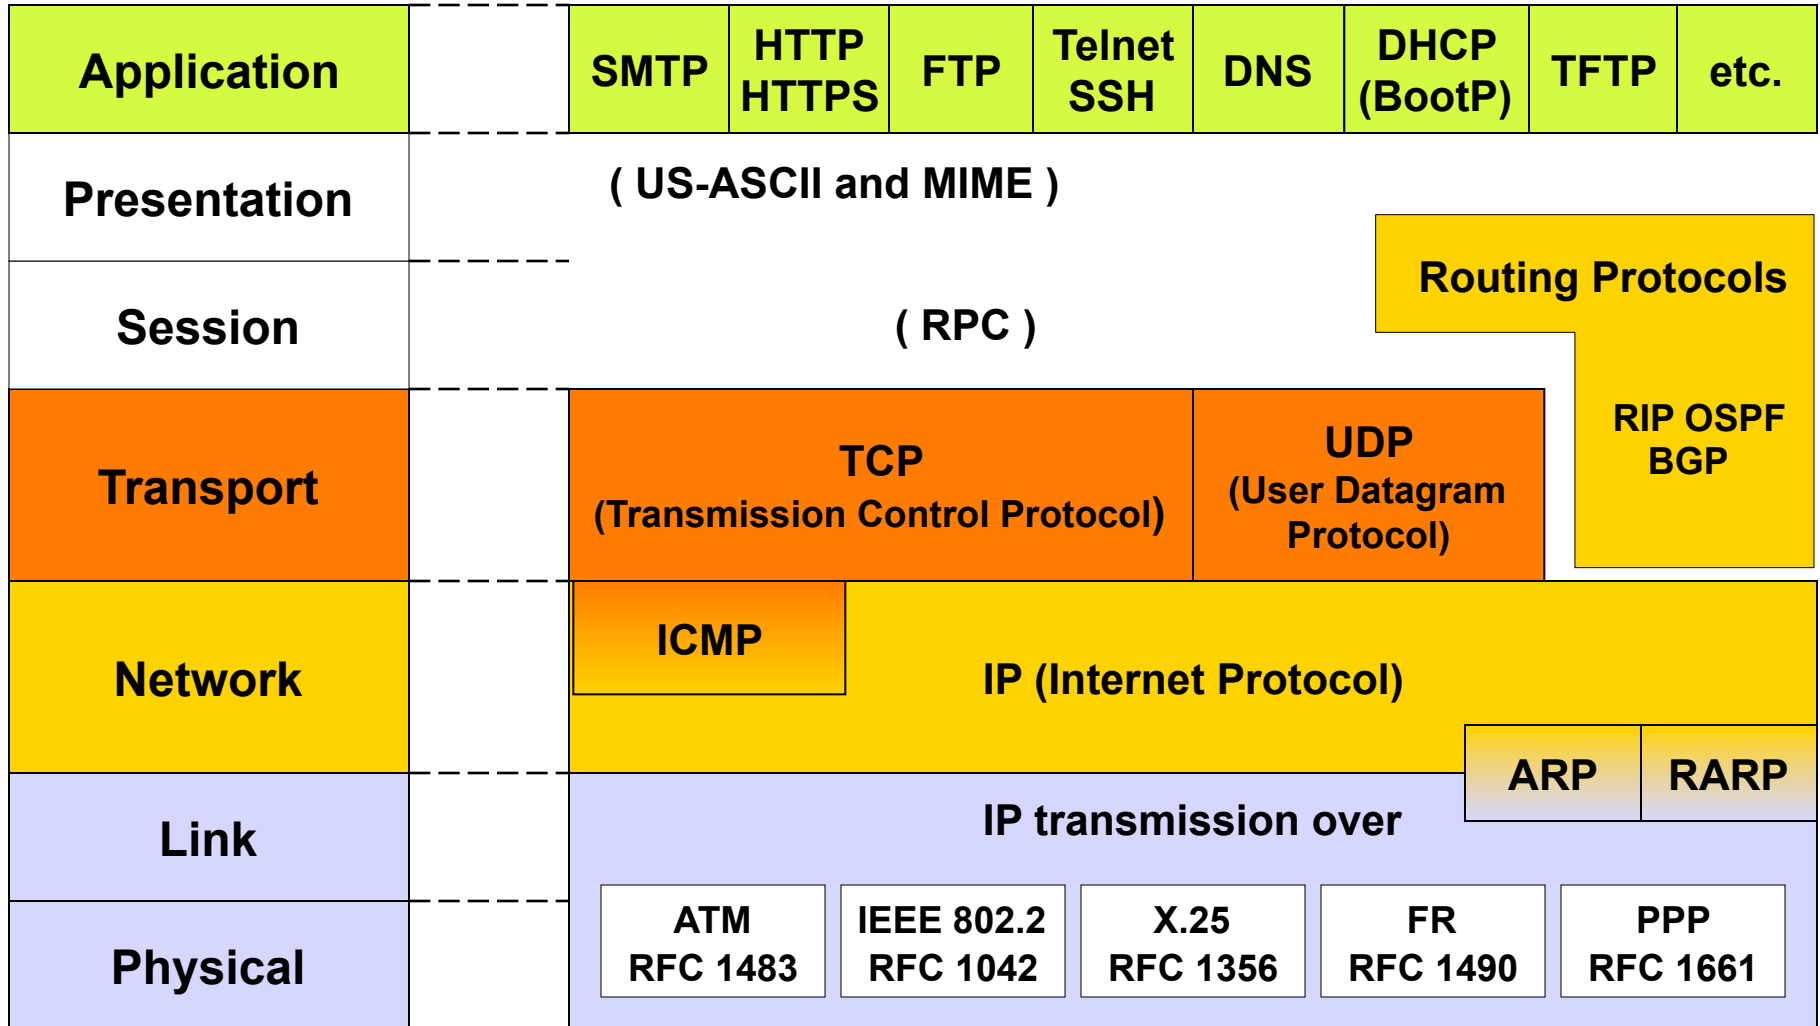 Application
SMTP
HTTP
HTTPS
FTP
Telnet
SSH
DNS
DHCP
(BootP)
TFTP
etc.
Presentation
( US-ASCII and MIME )
Routing Protocols
Session
( RPC )
RIP OSPF
BGP
Transport
TCP
(Transmission Control Protocol)
UDP
(User Datagram
Protocol)
Network
ICMP
IP (Internet Protocol)
ARP
RARP
Link
IP transmission over
Physical
ATM
RFC 1483
IEEE 802.2
RFC 1042
X.25
RFC 1356
FR
RFC 1490
PPP
RFC 1661